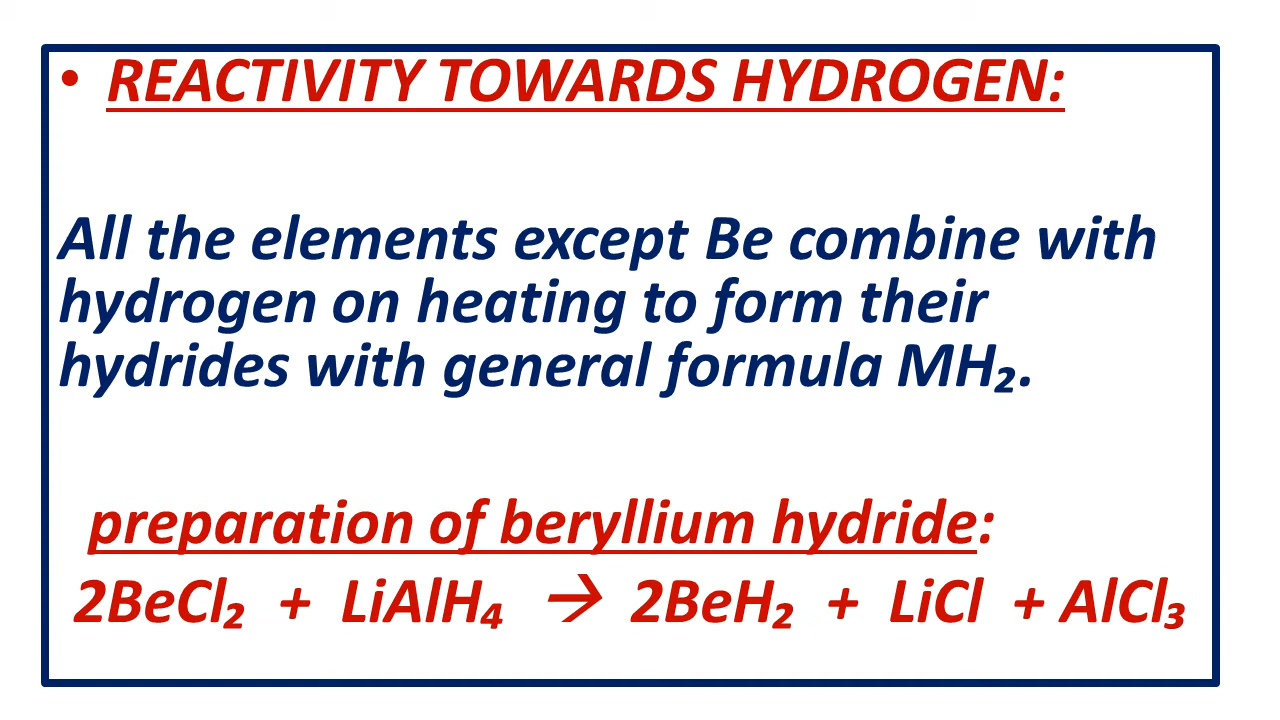 • REACTIVITY TOWARDS HYDROGEN:
All the elements except Be combine with
hydrogen on heating to form their
hydrides with general formula MH₂.
preparation of beryllium hydride:
2BeCl₂ + LiAlH₄ → 2BeH₂ + LiCl + AlCl₃